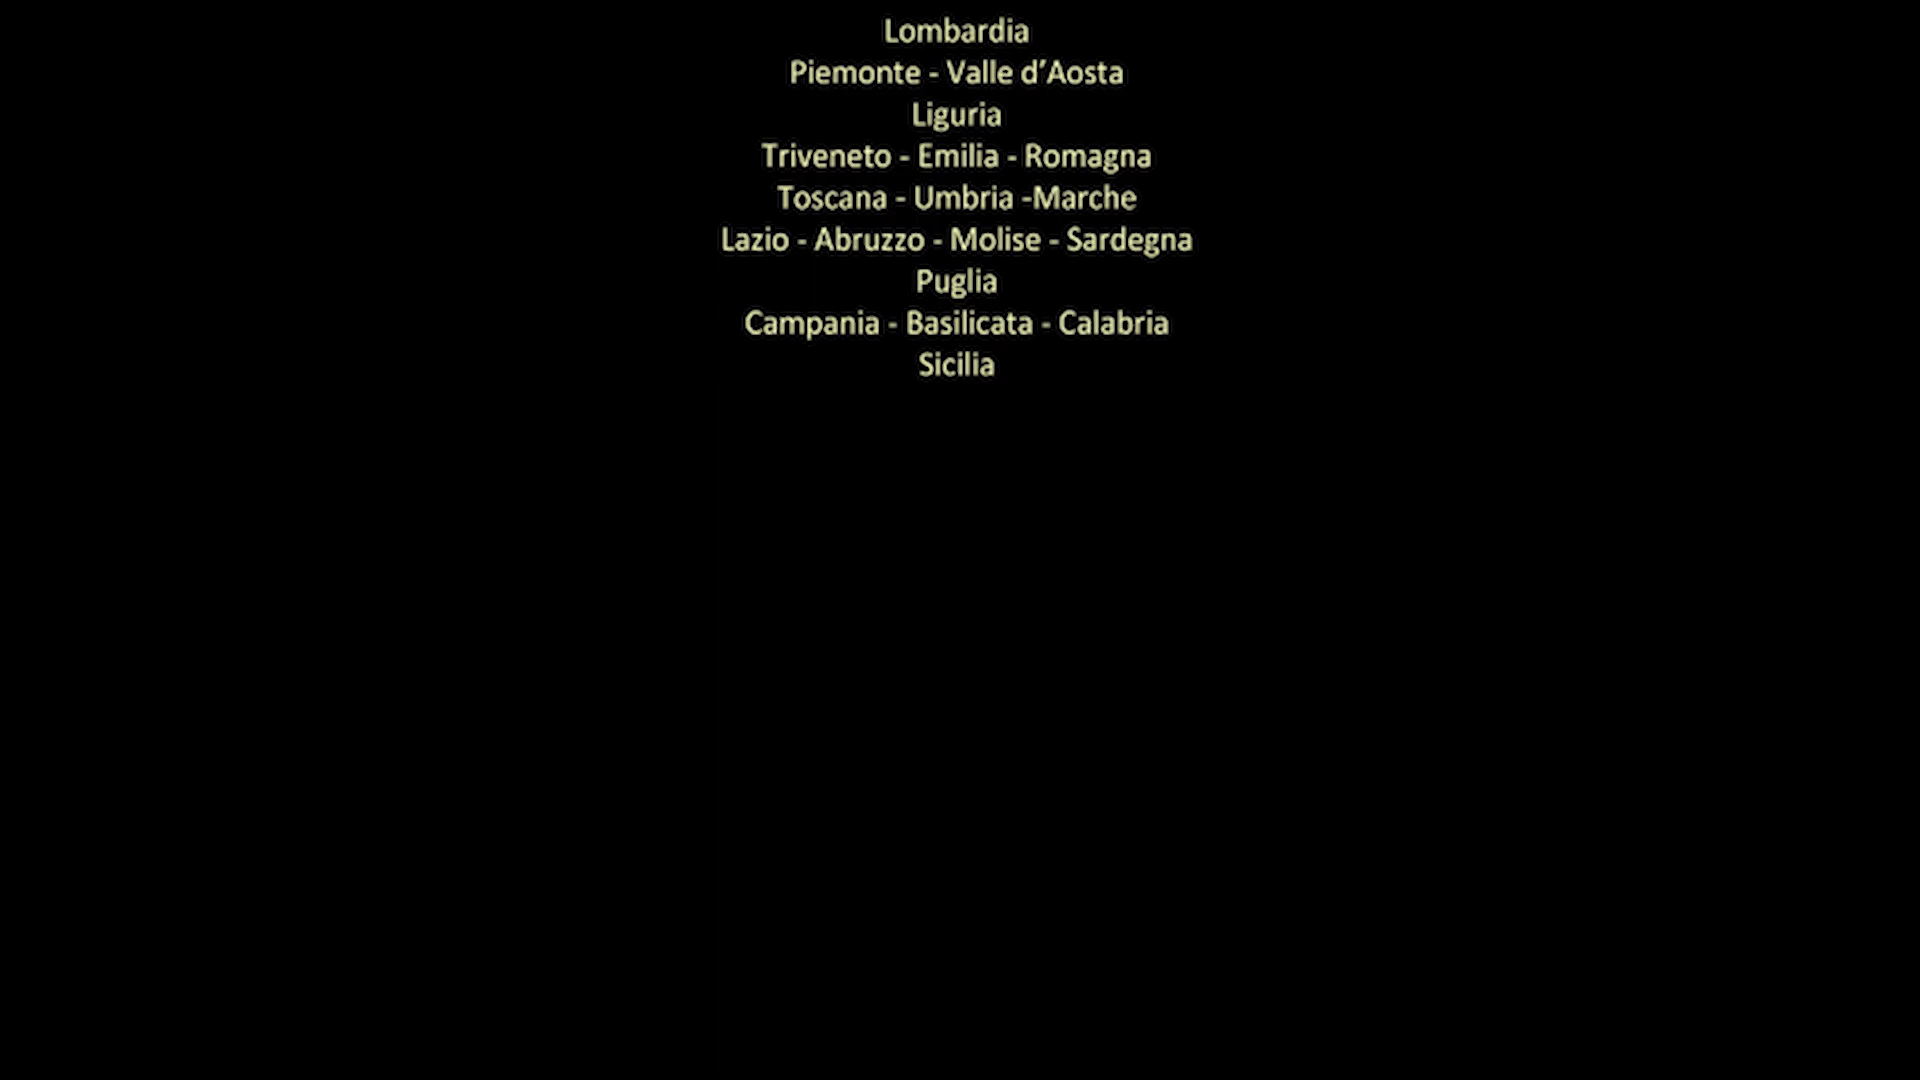 Lombardia
Piemonte - Valle d’Aosta
Liguria
Triveneto - Emilia - Romagna
Toscana - Umbria -Marche
Lazio - Abruzzo - Molise - Sardegna
Puglia
Campania - Basilicata - Calabria
Sicilia